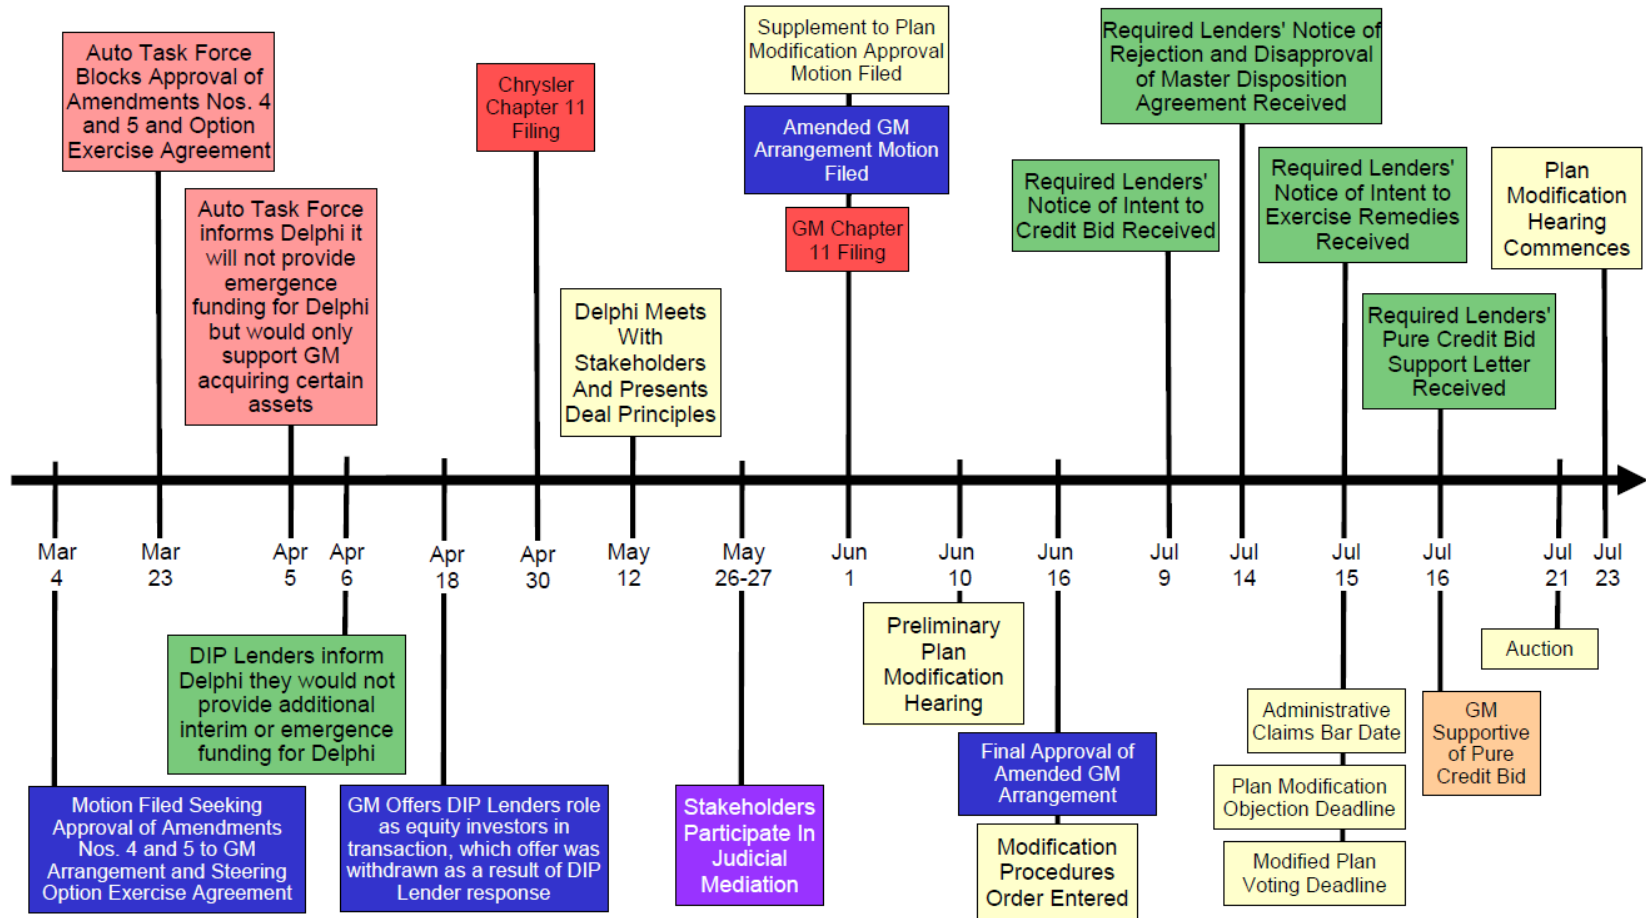 Auto Task Force
Blocks Approval of
Amendments Nos. 4
and 5 and Option
Exercise Agreement
Auto Task Force
informs Delphi it
will not provide
emergence
funding for Delphi
but would only
support GM
acquiring certain
assets
Chrysler
Chapter 11
Filing
Delphi Meets
With
Stakeholders
And Presents
Deal Principles
Supplement to Plan
Modification Approval
Motion Filed
Amended GM
Arrangement Motion
Filed
GM Chapter
11 Filing
Required Lenders'
Notice of Intent to
Credit Bid Received
Required Lenders' Notice of
Rejection and Disapproval
of Master Disposition
Agreement Received
Required Lenders'
Notice of Intent to
Exercise Remedies
Received
Required Lenders'
Pure Credit Bid
Support Letter
Received
Plan
Modification
Hearing
Commences
Mar
4
Mar
23
Apr
5
Apr
6
Apr
18
Apr
30
May
12
May
26-27
Jun
1
Jun
10
Jun
16
Jul
9
Jul
14
Jul
15
Jul
16
Jul
21
Jul
23
Motion Filed Seeking
Approval of Amendments
Nos. 4 and 5 to GM
Arrangement and Steering
Option Exercise Agreement
DIP Lenders inform
Delphi they would not
provide additional
interim or emergence
funding for Delphi
GM Offers DIP Lenders role
as equity investors in
transaction, which offer was
withdrawn as a result of DIP
Lender response
Stakeholders
Participate In
Judicial
Mediation
Preliminary
Plan
Modification
Hearing
Final Approval of
Amended GM
Arrangement
Modification
Procedures
Order Entered
Administrative
Claims Bar Date
Plan Modification
Objection Deadline
Modified Plan
Voting Deadline
GM
Supportive
of Pure
Credit Bid
Auction